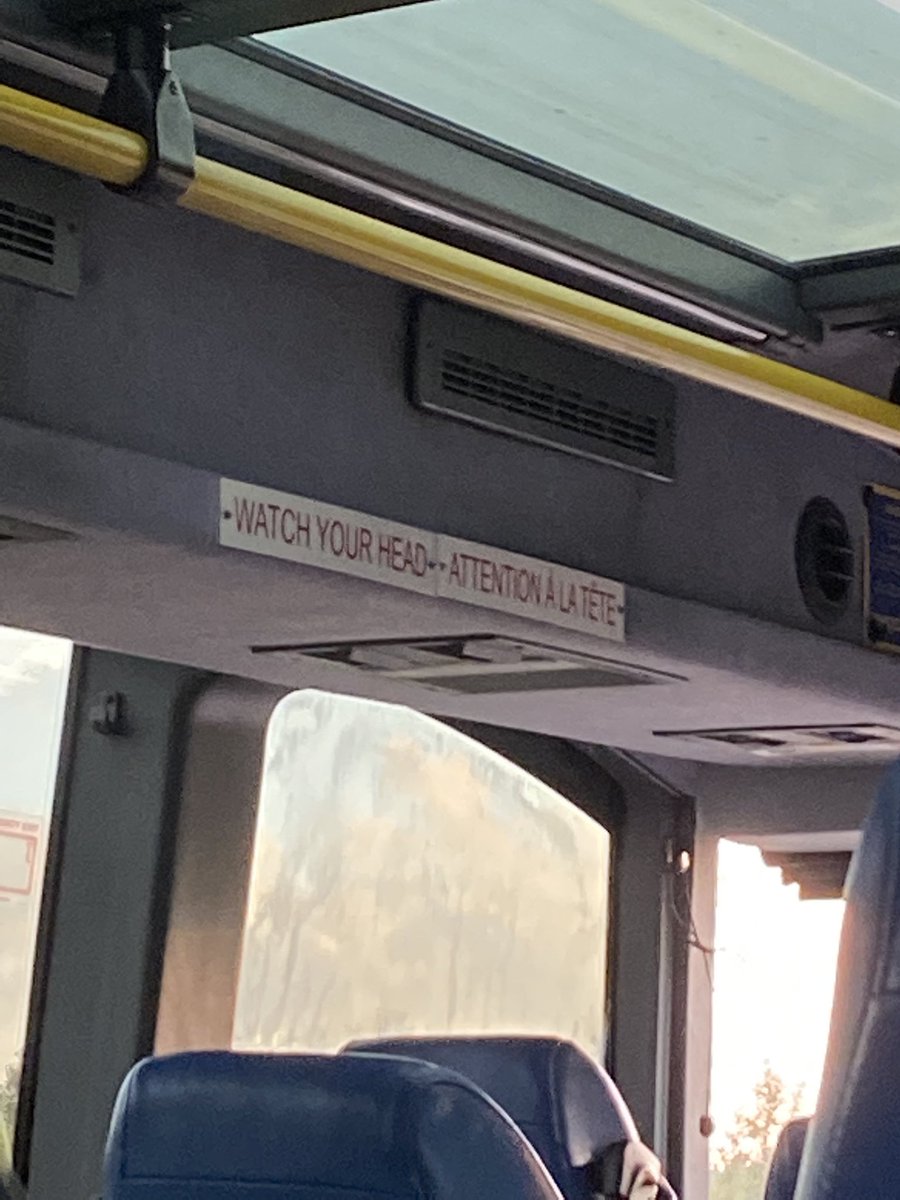 •WATCH YOUR HEAD•
•ATTENTION À LA TÊTE•